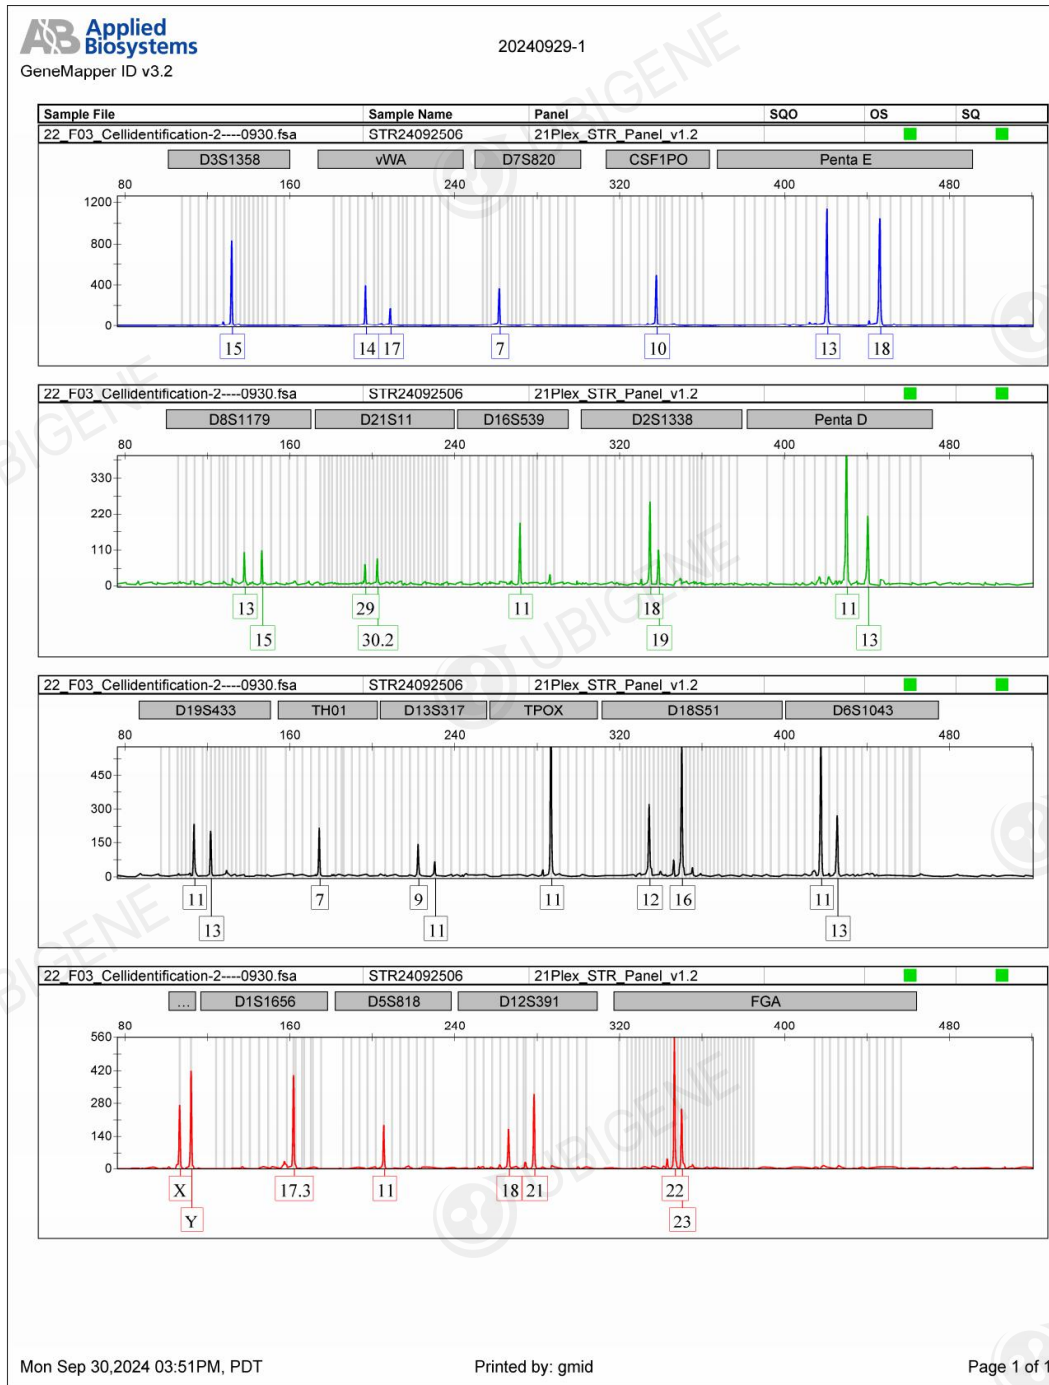 AB Applied
Biosystems
20240929-1
GeneMapper ID v3.2
Sample File Sample Name Panel SQO OS SQ
22_F03_Cellidentification-2----0930.fsa STR24092506 21Plex_STR_Panel_v1.2
D3S1358 vWA D7S820 CSF1PO Penta E
80 160 240 320 400 480
1200
800
400
0
15 14 17 7 10 13 18
22_F03_Cellidentification-2----0930.fsa STR24092506 21Plex_STR_Panel_v1.2
D8S1179 D21S11 D16S539 D2S1338 Penta D
80 160 240 320 400 480
330
220
110
0
13 29 11 18 11
15 30.2 19 13
22_F03_Cellidentification-2----0930.fsa STR24092506 21Plex_STR_Panel_v1.2
D19S433 TH01 D13S317 TPOX D18S51 D6S1043
80 160 240 320 400 480
450
300
150
0
11 7 9 11 12 16 11
13 11 13
22_F03_Cellidentification-2----0930.fsa STR24092506 21Plex_STR_Panel_v1.2
... D1S1656 D5S818 D12S391 FGA
80 160 240 320 400 480
560
420
280
140
0
X 17.3 11 18 21 22
Y 23
Mon Sep 30,2024 03:51PM, PDT Printed by: gmid Page 1 of 1
UBIGENE
UBIGENE
UBIGENE
UBIGENE
UBIGENE